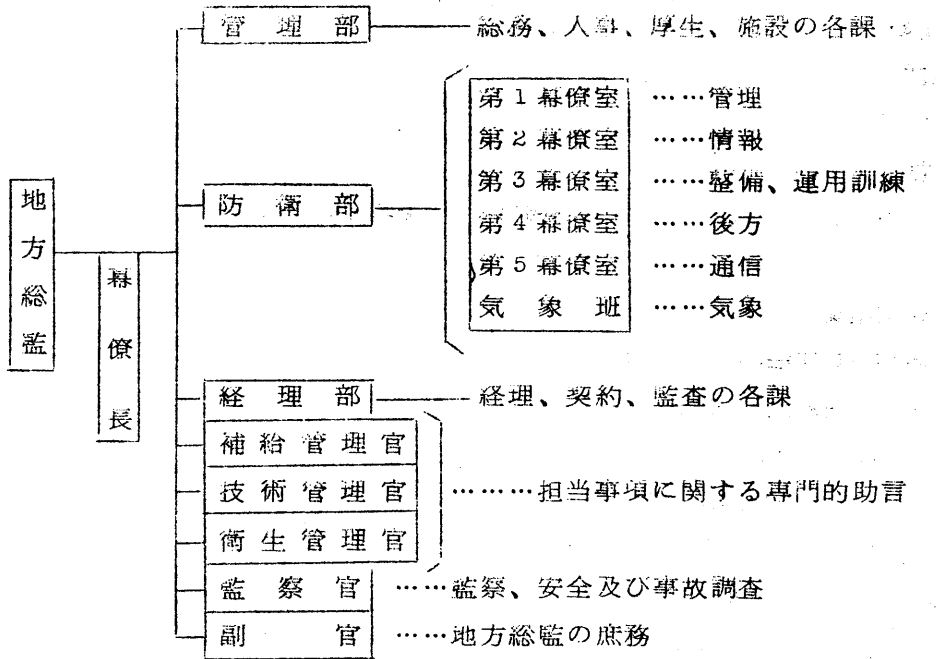 地方総監
幕僚長
管理部 総務、人事、厚生、施設の各課
防衛部
第1幕僚室 ……管理
第2幕僚室 ……情報
第3幕僚室 ……整備、運用訓練
第4幕僚室 ……後方
第5幕僚室 ……通信
気象班 ……気象
経理部 経理、契約、監査の各課
補給管理官
技術管理官 ………担当事項に関する専門的助言
衛生管理官
監察官 ……監察、安全及び事故調査
副官 ……地方総監の庶務